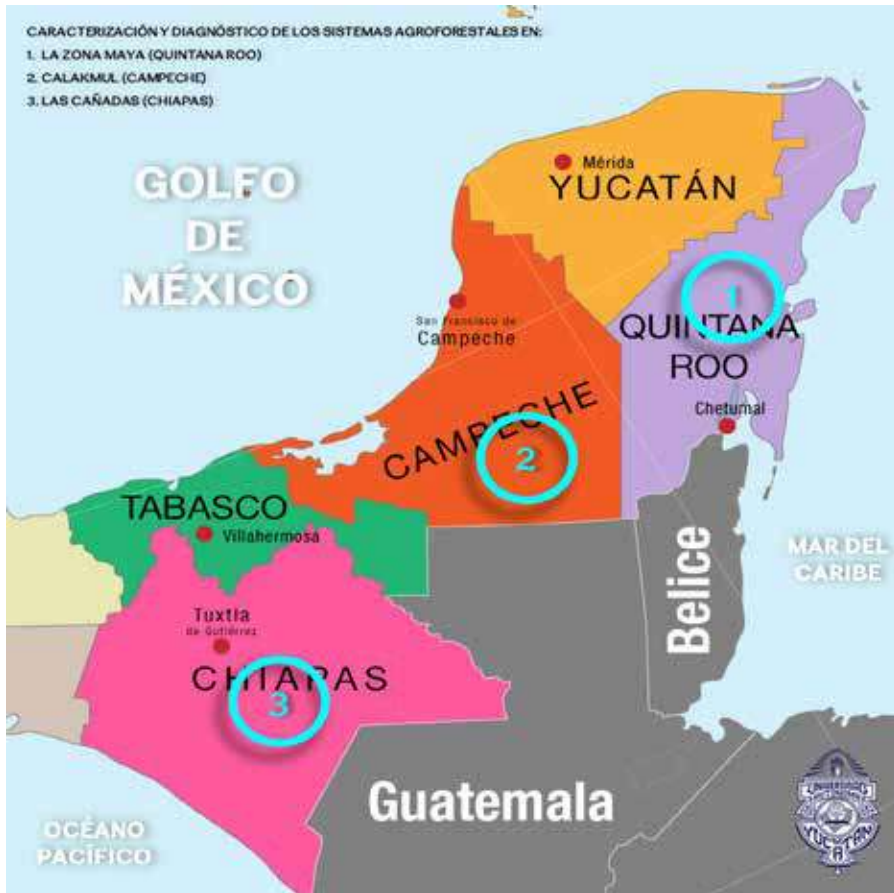 CARACTERIZACIÓN Y DIAGNÓSTICO DE LOS SISTEMAS AGROFORESTALES EN:
1. LA ZONA MAYA (QUINTANA ROO)
2. CALAKMUL (CAMPECHE)
3. LAS CAÑADAS (CHIAPAS)
GOLFO
DE
MÉXICO
Mérida
YUCATÁN
1
San Francisco de
Campeche
QUINTANA
ROO
Chetumal
CAMPECHE
2
TABASCO
Villahermosa
MAR DEL
CARIBE
Belice
Tuxtla
de Gutiérrez
CHIAPAS
3
Guatemala
OCÉANO
PACÍFICO
YUCATÁN